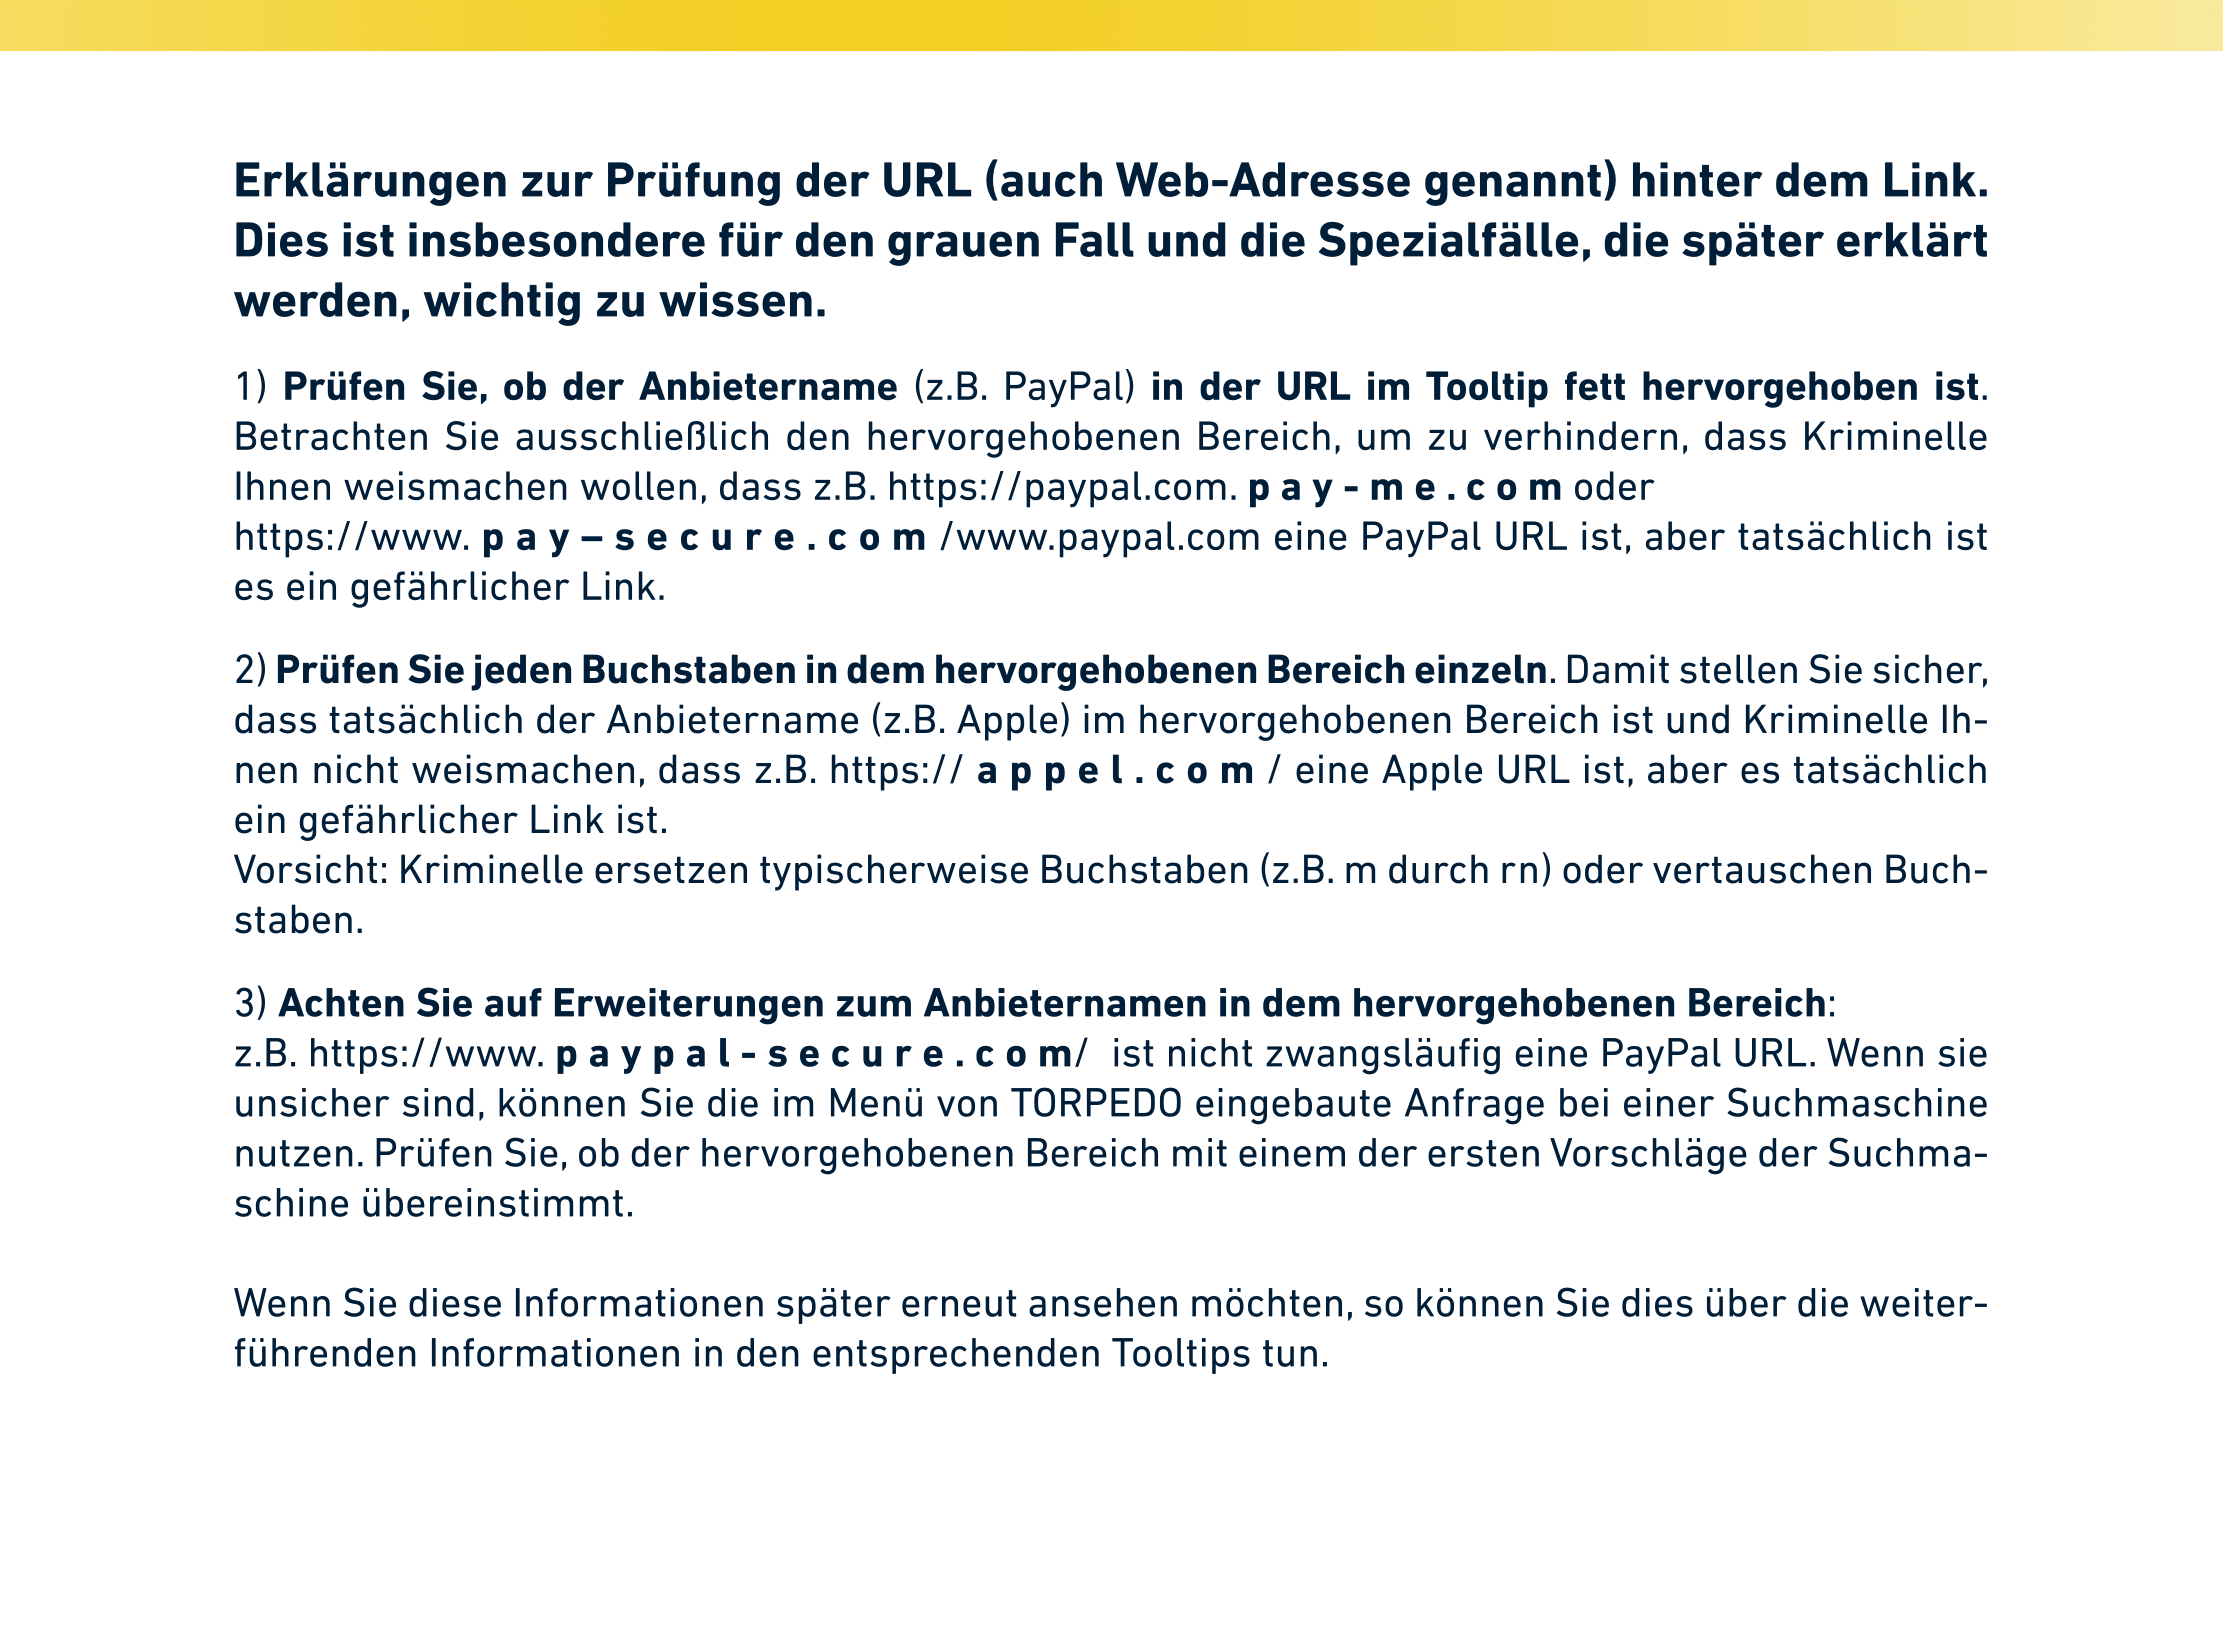 Erklärungen zur Prüfung der URL (auch Web-Adresse genannt) hinter dem Link.
Dies ist insbesondere für den grauen Fall und die Spezialfälle, die später erklärt
werden, wichtig zu wissen.
1) Prüfen Sie, ob der Anbietername (z.B. PayPal) in der URL im Tooltip fett hervorgehoben ist.
Betrachten Sie ausschließlich den hervorgehobenen Bereich, um zu verhindern, dass Kriminelle
Ihnen weismachen wollen, dass z.B. https://paypal.com. p a y - m e . c o m oder
https://www. p a y – s e c u r e . c o m /www.paypal.com eine PayPal URL ist, aber tatsächlich ist
es ein gefährlicher Link.
2) Prüfen Sie jeden Buchstaben in dem hervorgehobenen Bereich einzeln. Damit stellen Sie sicher,
dass tatsächlich der Anbietername (z.B. Apple) im hervorgehobenen Bereich ist und Kriminelle Ih-
nen nicht weismachen, dass z.B. https:// a p p e l . c o m / eine Apple URL ist, aber es tatsächlich
ein gefährlicher Link ist.
Vorsicht: Kriminelle ersetzen typischerweise Buchstaben (z.B. m durch rn) oder vertauschen Buch-
staben.
3) Achten Sie auf Erweiterungen zum Anbieternamen in dem hervorgehobenen Bereich:
z.B. https://www. p a y p a l - s e c u r e . c o m/ ist nicht zwangsläufig eine PayPal URL. Wenn sie
unsicher sind, können Sie die im Menü von TORPEDO eingebaute Anfrage bei einer Suchmaschine
nutzen. Prüfen Sie, ob der hervorgehobenen Bereich mit einem der ersten Vorschläge der Suchma-
schine übereinstimmt.
Wenn Sie diese Informationen später erneut ansehen möchten, so können Sie dies über die weiter-
führenden Informationen in den entsprechenden Tooltips tun.